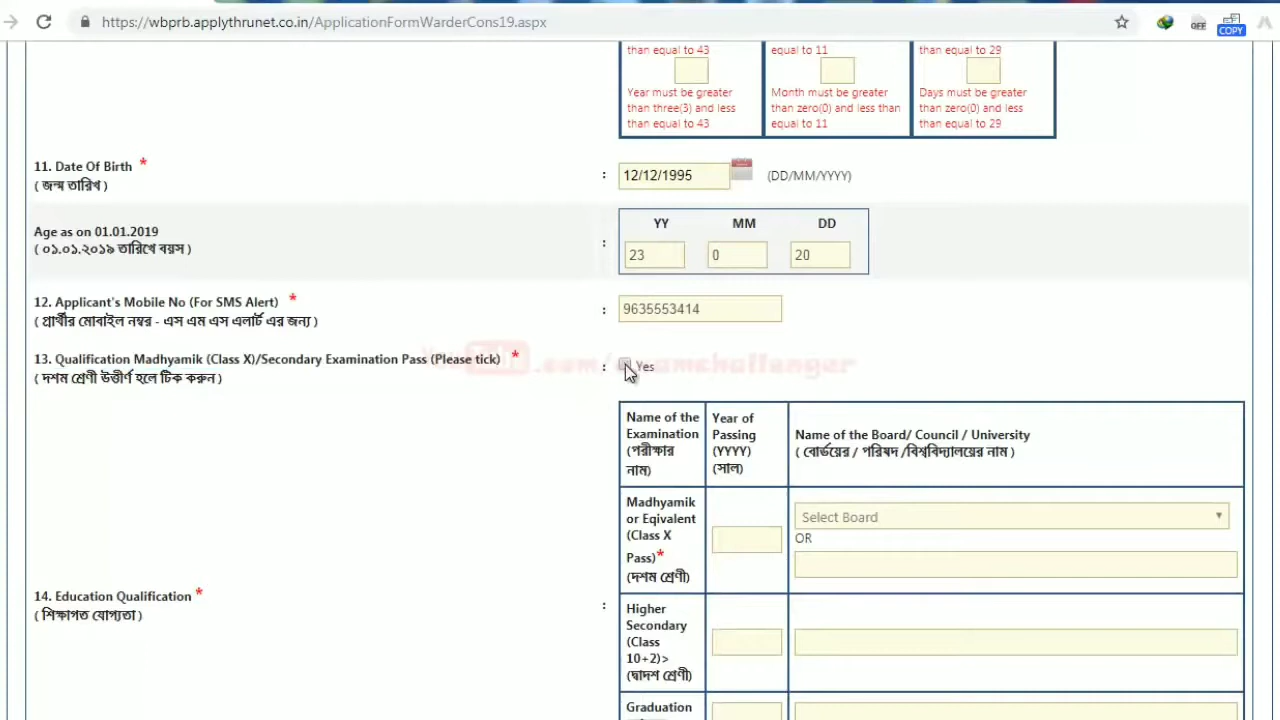 https://wbprb.applythrunet.co.in/ApplicationFormWarderCons19.aspx
OFF
COPY
than equal to 43
equal to 11
than equal to 29
Year must be greater
than three(3) and less
than equal to 43
Month must be greater
than zero(0) and less than
equal to 11
Days must be greater
than zero(0) and less
than equal to 29
11. Date Of Birth *
( জন্ম তারিখ )
: 12/12/1995 (DD/MM/YYYY)
Age as on 01.01.2019
( ০১.০১.২০১৯ তারিখে বয়স )
:
YY MM DD
23 0 20
12. Applicant's Mobile No (For SMS Alert) *
( প্রার্থীর মোবাইল নম্বর - এস এম এস এলার্ট এর জন্য )
: 9635553414
13. Qualification Madhyamik (Class X)/Secondary Examination Pass (Please tick) *
( দশম শ্রেণী উত্তীর্ণ হলে টিক করুন )
: Yes
YouTube.com/examchallenger
Name of the
Examination
(পরীক্ষার
নাম)
Year of
Passing
(YYYY)
(সাল)
Name of the Board/ Council / University
( বোর্ডয়ের / পরিষদ /বিশ্ববিদ্যালয়ের নাম )
Madhyamik
or Eqivalent
(Class X
Pass)*
(দশম শ্রেণী)
Select Board
OR
14. Education Qualification *
( শিক্ষাগত যোগ্যতা )
:
Higher
Secondary
(Class
10+2)>
(দ্বাদশ শ্রেণী)
Graduation